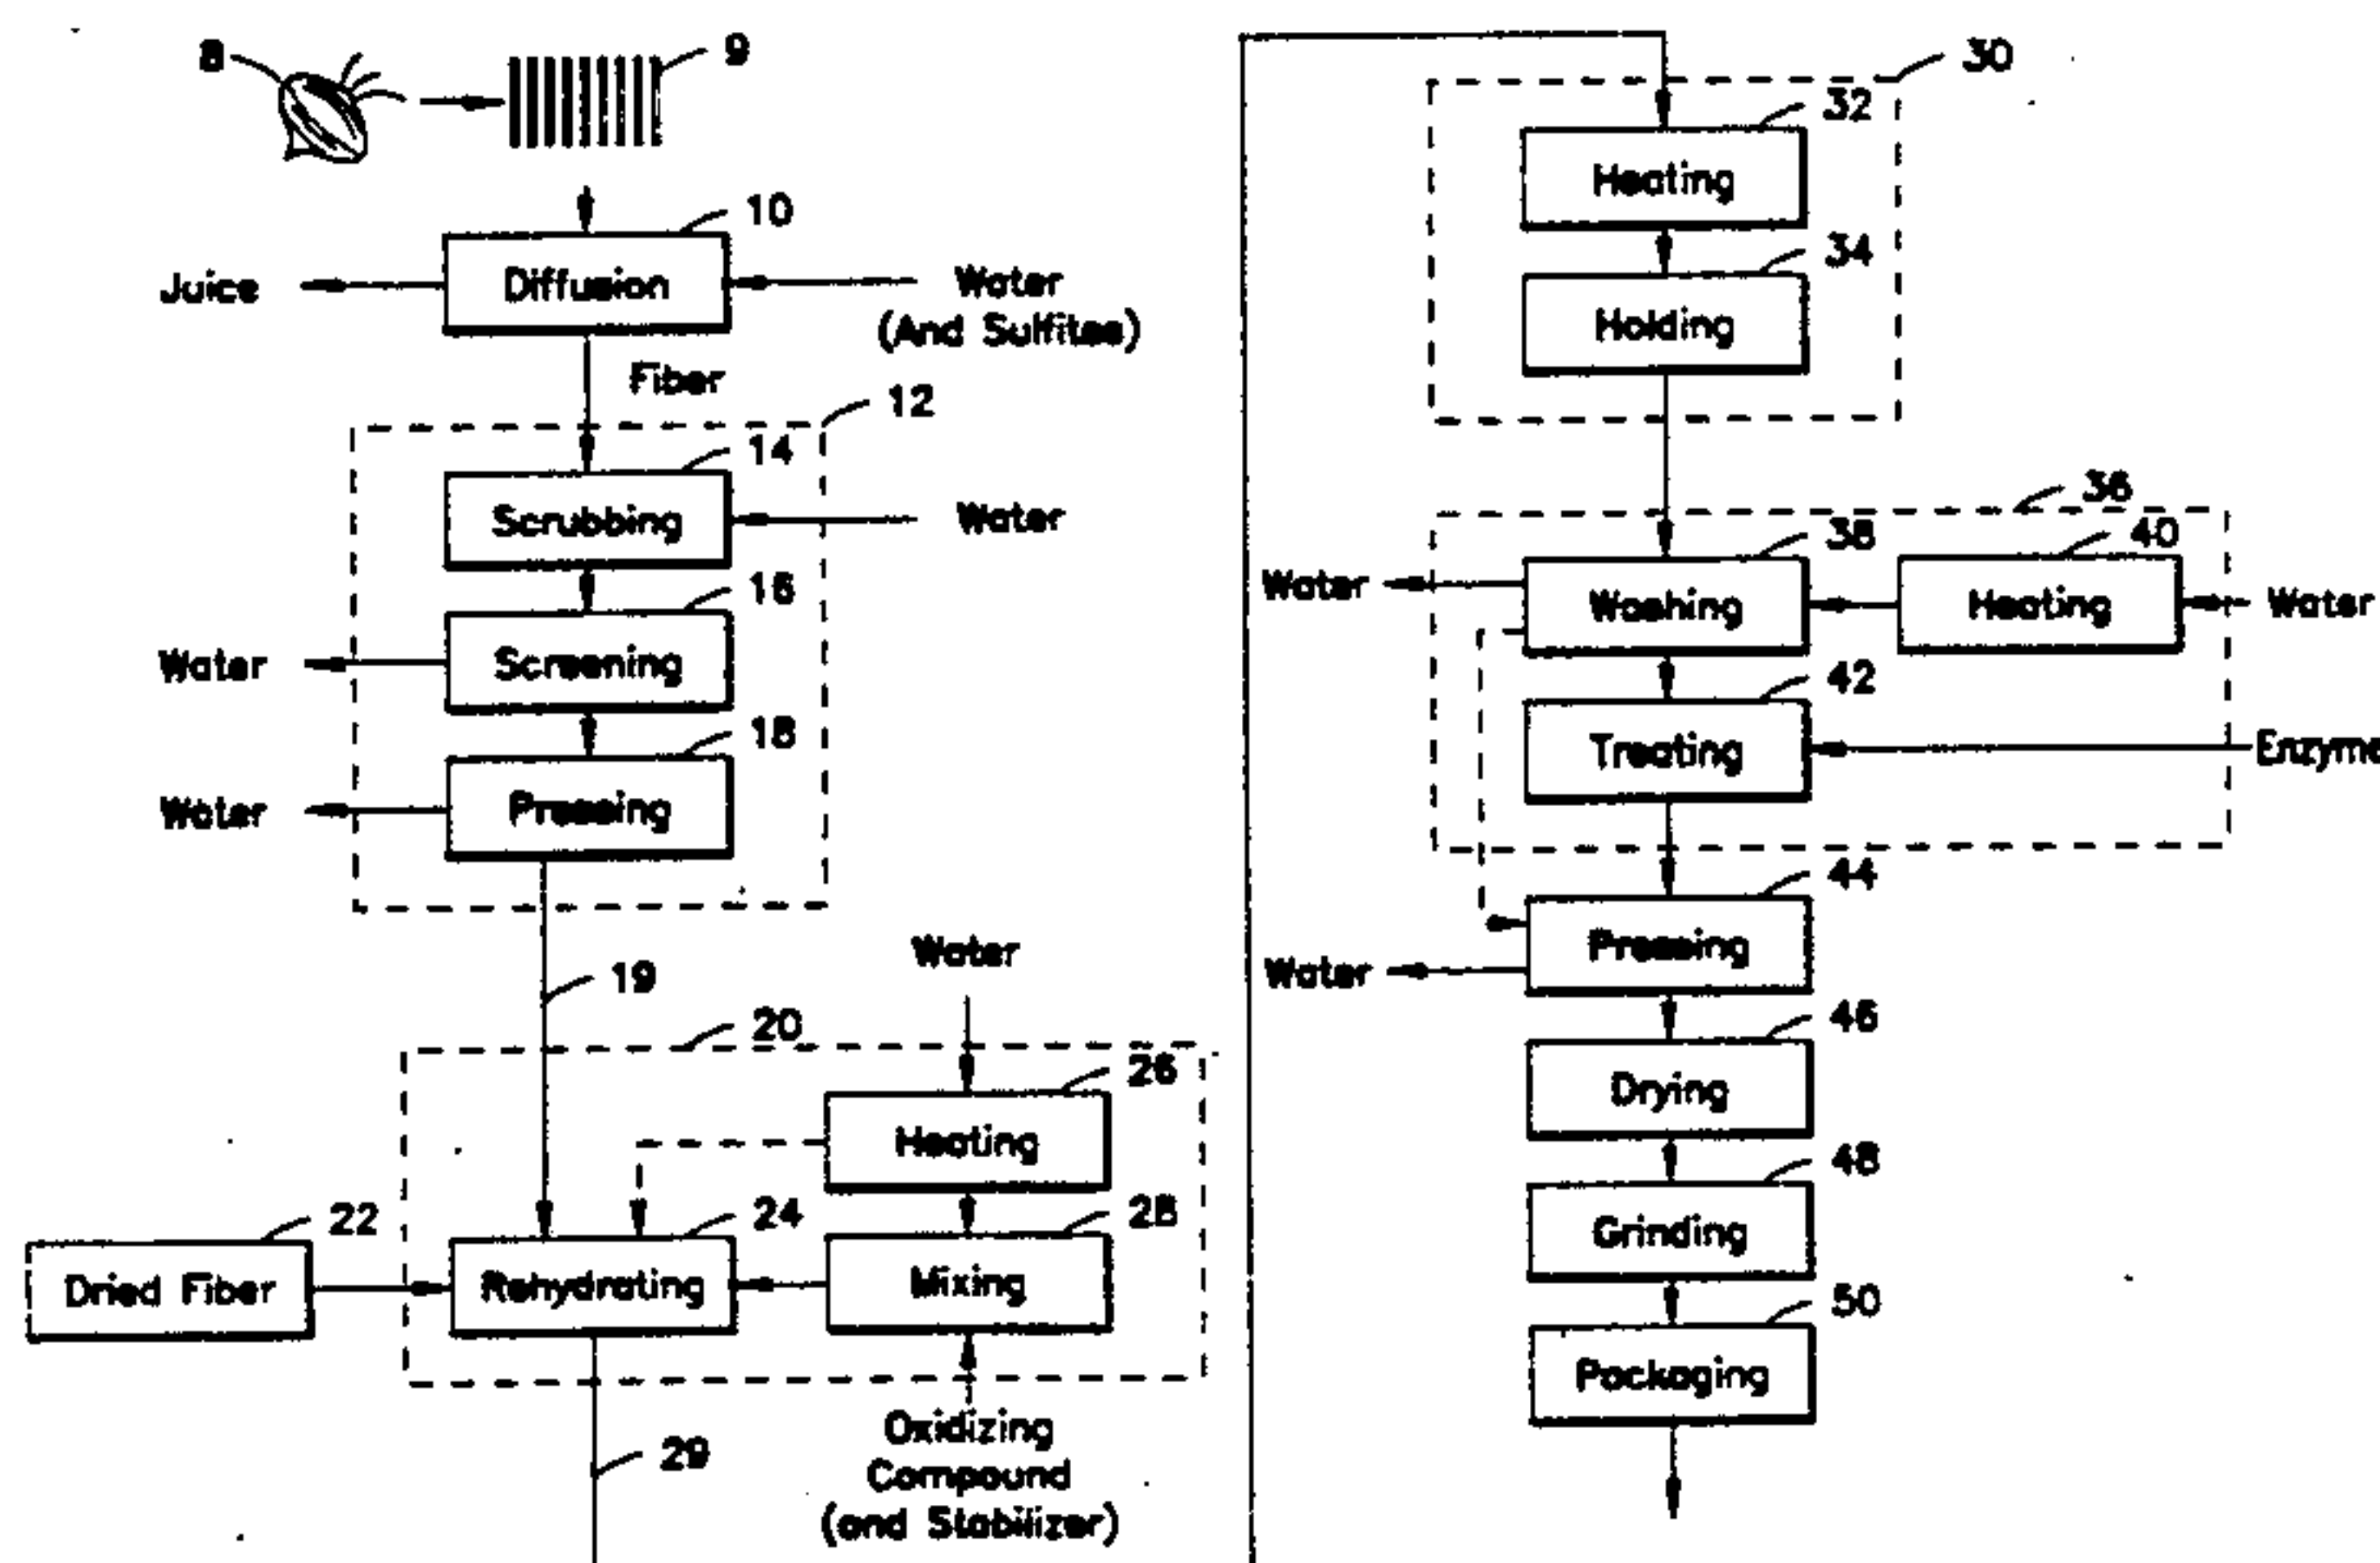 8
9
10
Juice
Diffusion
Water
(And Sulfites)
Fiber
12
14
Scrubbing
Water
16
Water
Screening
18
Water
Pressing
19
Water
20
26
Heating
22
24
28
Dried Fiber
Rehydrating
Mixing
Oxidizing
Compound
(and Stabilizer)
29
30
32
Heating
34
Holding
36
38
40
Water
Washing
Heating
Water
42
Treating
Enzyme
44
Pressing
Water
46
Drying
48
Grinding
50
Packaging